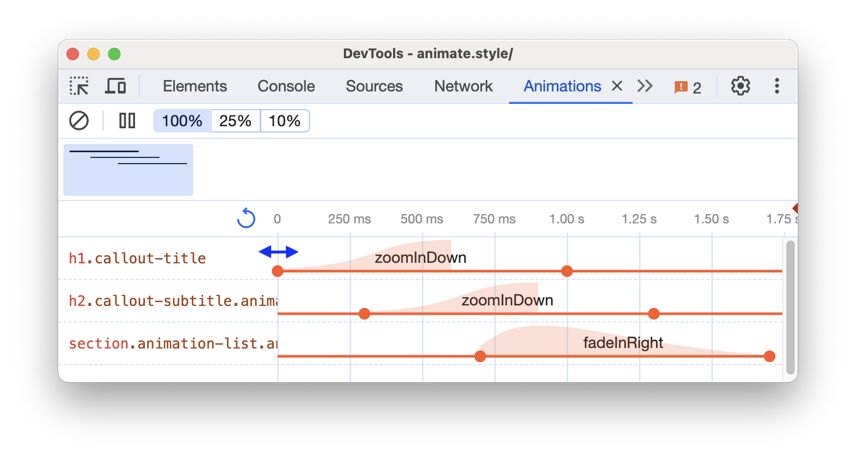 DevTools - animate.style/
Elements Console Sources Network Animations 2
100% 25% 10%
0 250 ms 500 ms 750 ms 1.00 s 1.25 s 1.50 s 1.75 s
h1.callout-title zoomInDown
h2.callout-subtitle.anima zoomInDown
section.animation-list.an fadeInRight